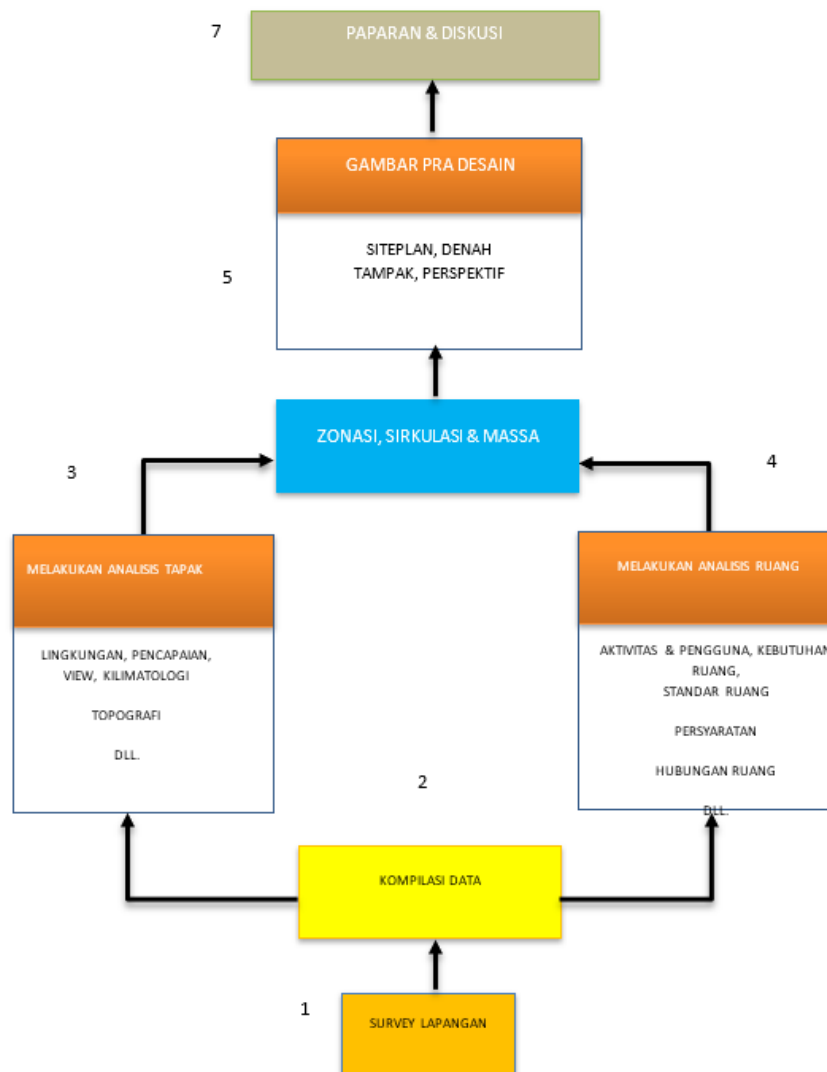 7
PAPARAN & DISKUSI
GAMBAR PRA DESAIN
SITEPLAN, DENAH
TAMPAK, PERSPEKTIF
5
ZONASI, SIRKULASI & MASSA
3
4
MELAKUKAN ANALISIS TAPAK
LINGKUNGAN, PENCAPAIAN,
VIEW, KILIMATOLOGI
TOPOGRAFI
DLL.
MELAKUKAN ANALISIS RUANG
AKTIVITAS & PENGGUNA, KEBUTUHAN
RUANG,
STANDAR RUANG
PERSYARATAN
HUBUNGAN RUANG
DLL.
2
KOMPILASI DATA
1
SURVEY LAPANGAN